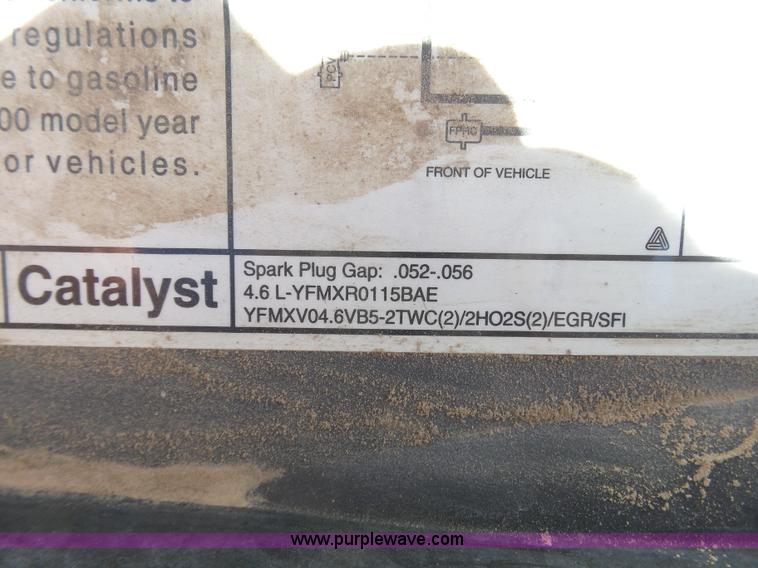 regulations
e to gasoline
00 model year
or vehicles.
PCV
FRONT OF VEHICLE
Catalyst
Spark Plug Gap: .052-.056
4.6 L-YFMXR0115BAE
YFMXV04.6VB5-2TWC(2)/2HO2S(2)/EGR/SFI
www.purplewave.com